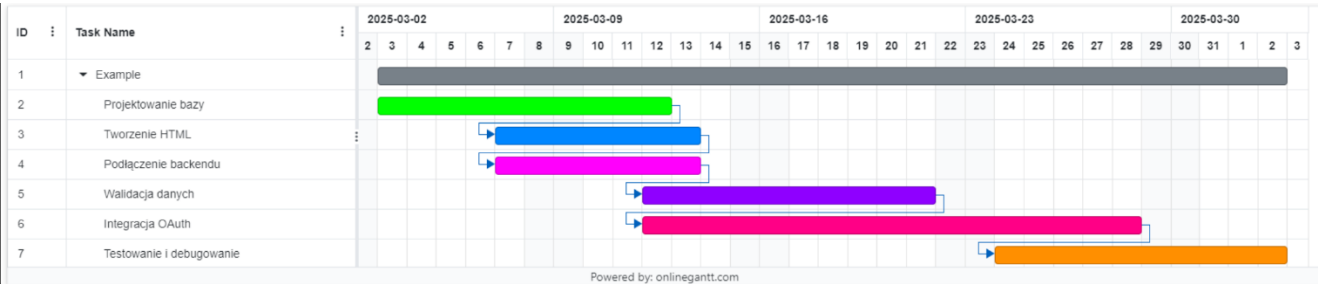 ID Task Name 2025-03-02 2025-03-09 2025-03-16 2025-03-23 2025-03-30
2 3 4 5 6 7 8 9 10 11 12 13 14 15 16 17 18 19 20 21 22 23 24 25 26 27 28 29 30 31 1 2 3
1 Example
2 Projektowanie bazy
3 Tworzenie HTML
4 Podłączenie backendu
5 Walidacja danych
6 Integracja OAuth
7 Testowanie i debugowanie
Powered by: onlinegantt.com